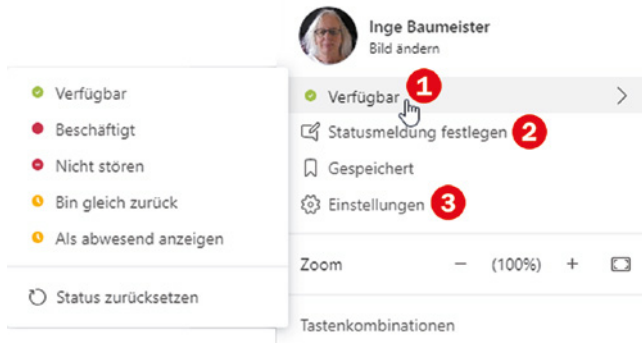 Inge Baumeister
Bild ändern
Verfügbar 1
Statusmeldung festlegen 2
Gespeichert
Einstellungen 3
Zoom – (100%) +
Tastenkombinationen
Verfügbar
Beschäftigt
Nicht stören
Bin gleich zurück
Als abwesend anzeigen
Status zurücksetzen